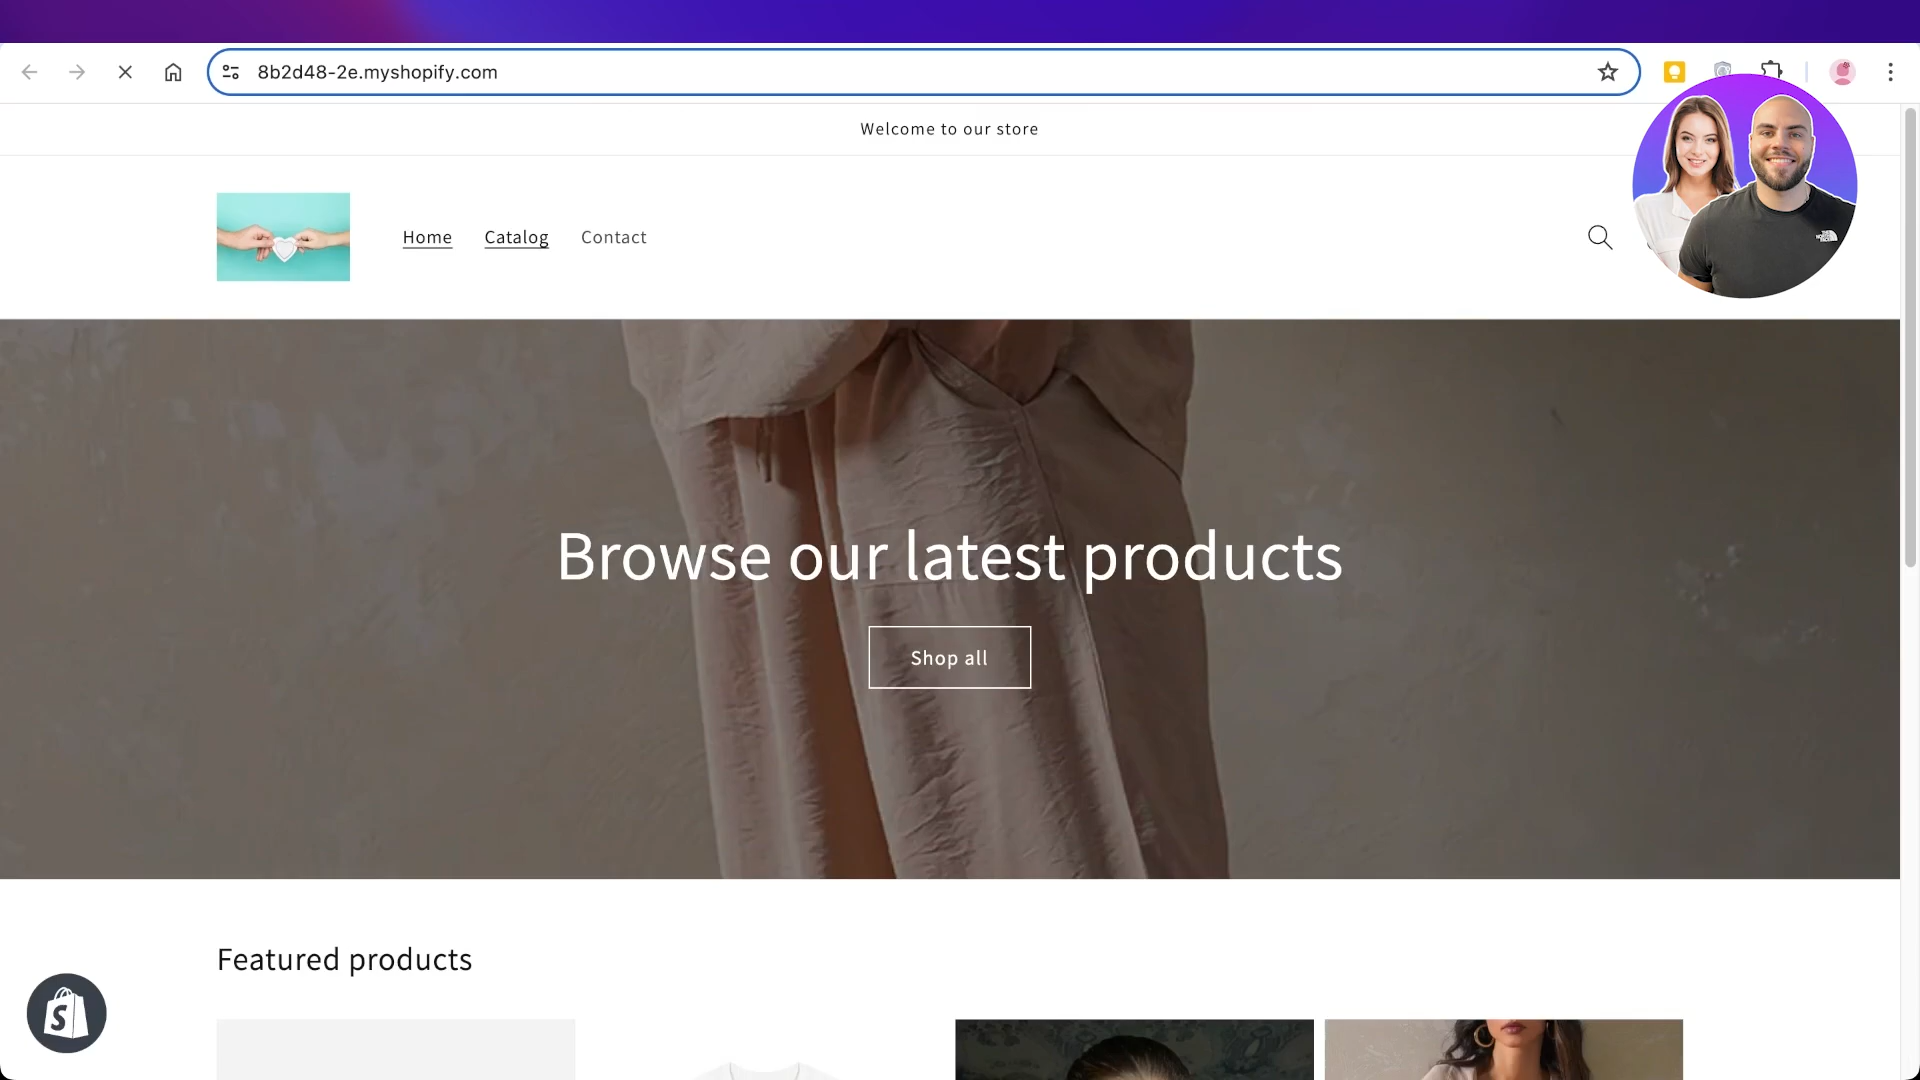 8b2d48-2e.myshopify.com
Welcome to our store
Home
Catalog
Contact
Browse our latest products
Shop all
Featured products